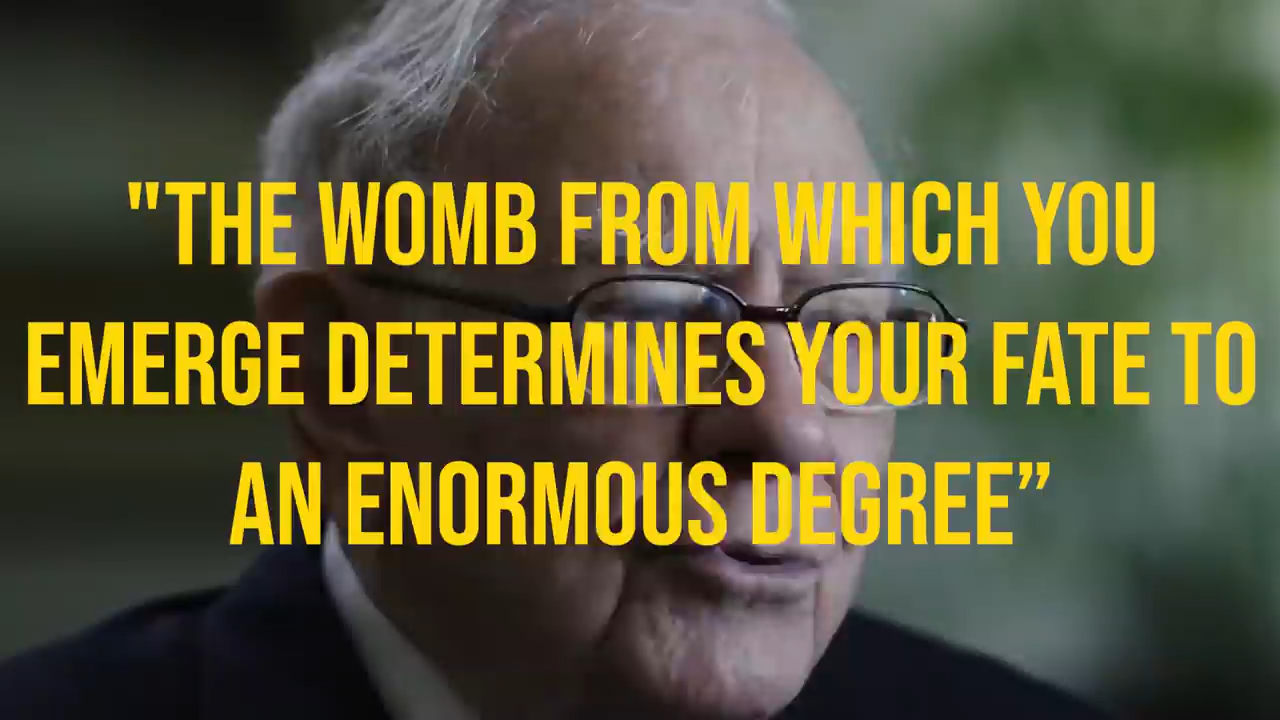 "THE WOMB FROM WHICH YOU
EMERGE DETERMINES YOUR FATE TO
AN ENORMOUS DEGREE”